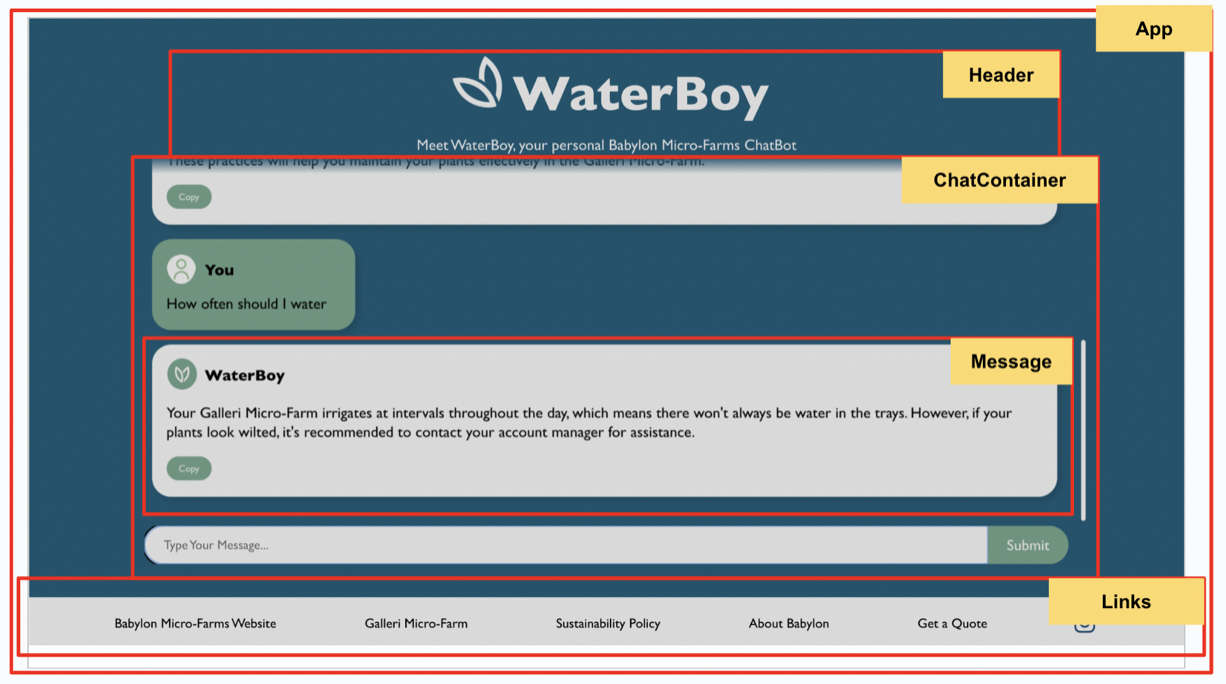 App
Header
WaterBoy
Meet WaterBoy, your personal Babylon Micro-Farms ChatBot
These practices will help you maintain your plants effectively in the Galleri Micro-Farm.
ChatContainer
Copy
You
How often should I water
Message
WaterBoy
Your Galleri Micro-Farm irrigates at intervals throughout the day, which means there won't always be water in the trays. However, if your
plants look wilted, it's recommended to contact your account manager for assistance.
Copy
Type Your Message...
Submit
Links
Babylon Micro-Farms Website
Galleri Micro-Farm
Sustainability Policy
About Babylon
Get a Quote